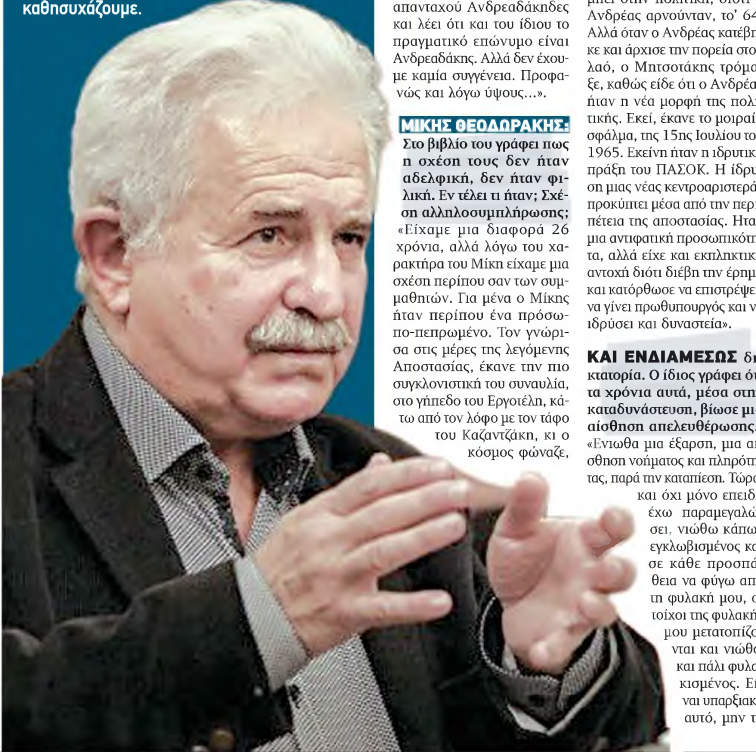 καθησυχάζουμε.
απανταχού Ανδρεαδάκηδες
και λέει ότι και του ίδιου το
πραγματικό επώνυμο είναι
Ανδρεαδάκης. Αλλά δεν έχου-
με καμία συγγένεια. Προφα-
νώς και λόγω ύψους...».
ΜΙΚΗΣ ΘΕΟΔΩΡΑΚΗΣ:
Στο βιβλίο του γράφει πως
η σχέση τους δεν ήταν
αδελφική, δεν ήταν φι-
λική. Εν τέλει τι ήταν; Σχέ-
ση αλληλοσυμπλήρωσης;
«Είχαμε μια διαφορά 26
χρόνια, αλλά λόγω του χα-
ρακτήρα του Μίκη είχαμε μια
σχέση περίπου σαν των συμ-
μαθητών. Για μένα ο Μίκης
ήταν περίπου ένα πρόσω-
πο-πεπρωμένο. Τον γνώρι-
σα στις μέρες της λεγόμενης
Αποστασίας, έκανε την πιο
συγκλονιστική του συναυλία,
στο γήπεδο του Εργοτέλη, κά-
τω από τον λόφο με τον τάφο
του Καζαντζάκη, κι ο
κόσμος φώναζε,
Ανδρέας αρνούνταν, το' 64
Αλλά όταν ο Ανδρέας κατέβη
κε και άρχισε την πορεία στο
λαό, ο Μητσοτάκης τρόμα
ξε, καθώς είδε ότι ο Ανδρέα
ήταν η νέα μορφή της πολι
τικής. Εκεί, έκανε το μοιραί
σφάλμα, της 15ης Ιουλίου το
1965. Εκείνη ήταν η ιδρυτικ
πράξη του ΠΑΣΟΚ. Η ίδρυ
ση μιας νέας κεντροαριστερά
προκύπτει μέσα από την περι
πέτεια της αποστασίας. Ηta
μια αντιφατική προσωπικότη
τα, αλλά είχε και εκπληκτικ
αντοχή διότι διέβη την έρημ
και κατόρθωσε να επιστρέψε
να γίνει πρωθυπουργός και ν
ιδρύσει και δυναστεία».
ΚΑΙ ΕΝΔΙΑΜΕΣΩΣ δη
κτατορία. Ο ίδιος γράφει ότ
τα χρόνια αυτά, μέσα στη
καταδυνάστευση, βίωσε μι
αίσθηση απελευθέρωσης.
«Ενιωθα μια έξαρση, μια αί
σθηση νοήματος και πληρότη
τας, παρά την καταπίεση. Τώρα
και όχι μόνο επειδ
έχω παραμεγαλώ
σει, νιώθω κάπω
εγκλωβισμένος κα
σε κάθε προσπά
θεια να φύγω απ
τη φυλακή μου, ο
τοίχοι της φυλακή
μου μετατοπίζο
νται και νιώθ
και πάλι φυλα
κισμένος. Εί
ναι υπαρξιακ
αυτό, μην τ